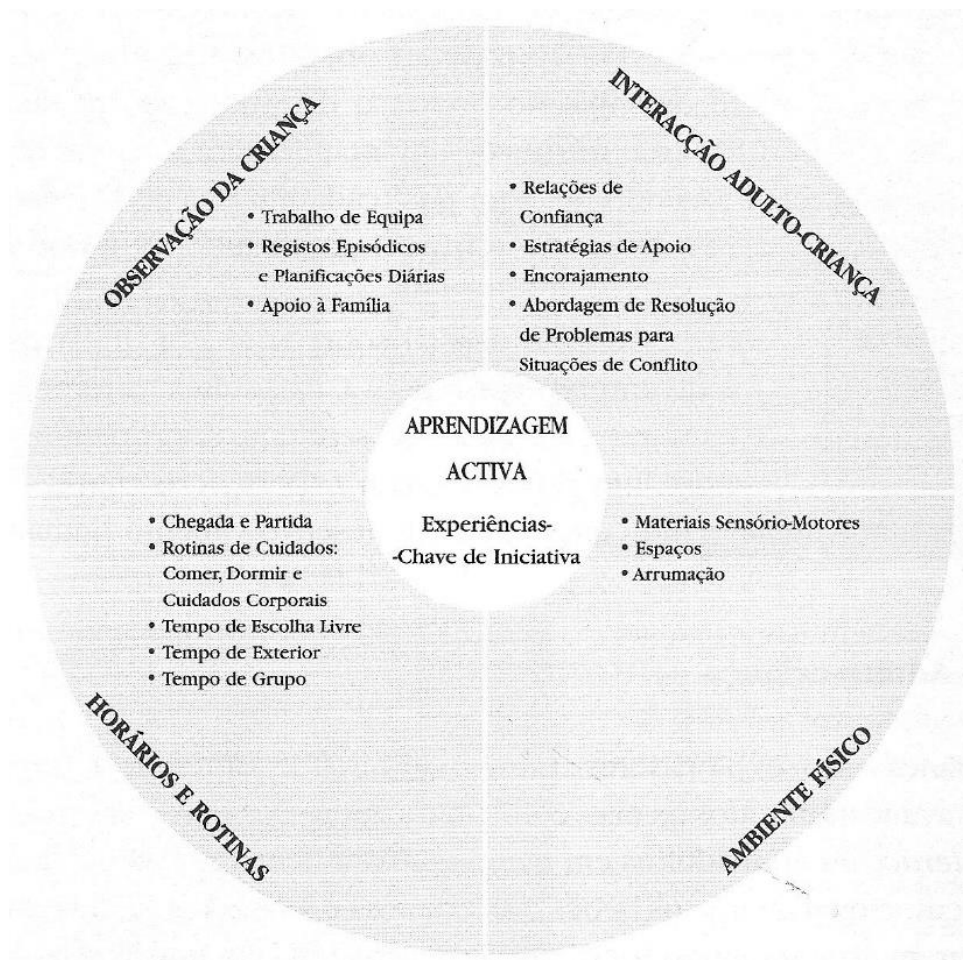 OBSERVAÇÃO DA CRIANÇA
• Trabalho de Equipa
• Registos Episódicos
e Planificações Diárias
• Apoio à Família
INTERACÇÃO ADULTO-CRIANÇA
• Relações de
Confiança
• Estratégias de Apoio
• Encorajamento
• Abordagem de Resolução
de Problemas para
Situações de Conflito
APRENDIZAGEM
ACTIVA
Experiências-
-Chave de Iniciativa
• Chegada e Partida
• Rotinas de Cuidados:
Comer, Dormir e
Cuidados Corporais
• Tempo de Escolha Livre
• Tempo de Exterior
• Tempo de Grupo
HORÁRIOS E ROTINAS
• Materiais Sensório-Motores
• Espaços
• Arrumação
AMBIENTE FÍSICO